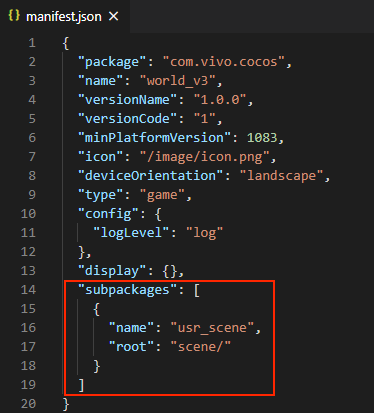 manifest.json ×
1 {
2 "package": "com.vivo.cocos",
3 "name": "world_v3",
4 "versionName": "1.0.0",
5 "versionCode": "1",
6 "minPlatformVersion": 1083,
7 "icon": "/image/icon.png",
8 "deviceOrientation": "landscape",
9 "type": "game",
10 "config": {
11 "logLevel": "log"
12 },
13 "display": {},
14 "subpackages": [
15 {
16 "name": "usr_scene",
17 "root": "scene/"
18 }
19 ]
20 }